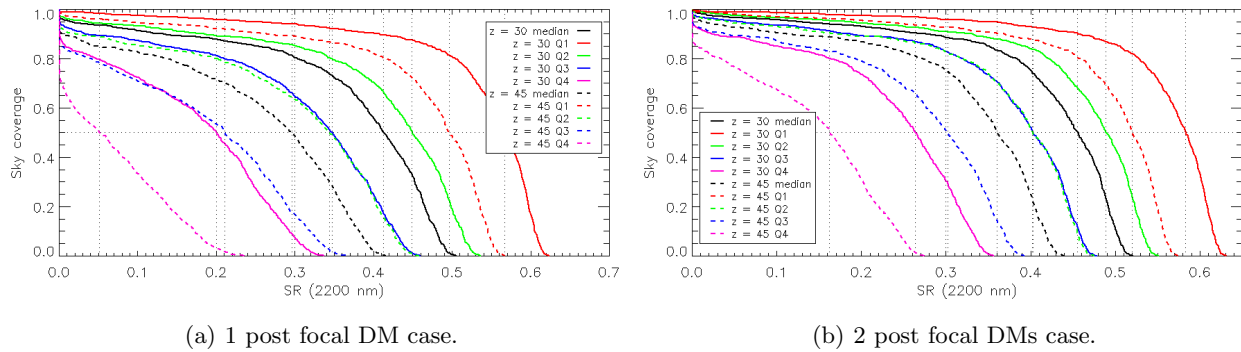 Sky coverage
1.0
0.8
0.6
0.4
0.2
0.0
z = 30 median
z = 30 Q1
z = 30 Q2
z = 30 Q3
z = 30 Q4
z = 45 median
z = 45 Q1
z = 45 Q2
z = 45 Q3
z = 45 Q4
0.0 0.1 0.2 0.3 0.4 0.5 0.6 0.7
SR (2200 nm)
(a) 1 post focal DM case.
Sky coverage
1.0
0.8
0.6
0.4
0.2
0.0
z = 30 median
z = 30 Q1
z = 30 Q2
z = 30 Q3
z = 30 Q4
z = 45 median
z = 45 Q1
z = 45 Q2
z = 45 Q3
z = 45 Q4
0.0 0.1 0.2 0.3 0.4 0.5 0.6
SR (2200 nm)
(b) 2 post focal DMs case.